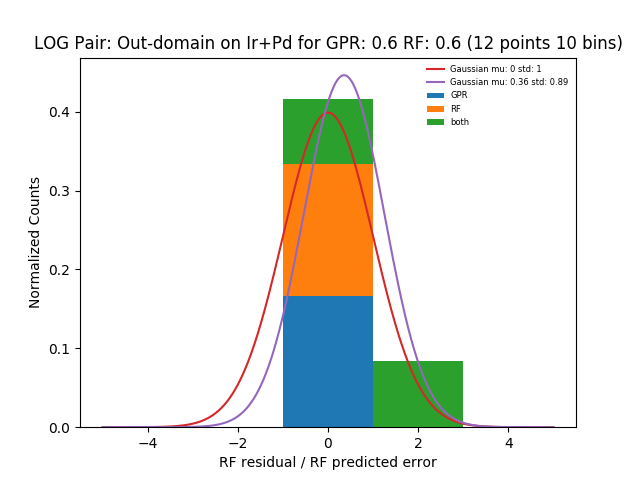 LOG Pair: Out-domain on Ir+Pd for GPR: 0.6 RF: 0.6 (12 points 10 bins)
Gaussian mu: 0 std: 1
Gaussian mu: 0.36 std: 0.89
GPR
RF
both
Normalized Counts
0.4
0.3
0.2
0.1
0.0
−4 −2 0 2 4
RF residual / RF predicted error